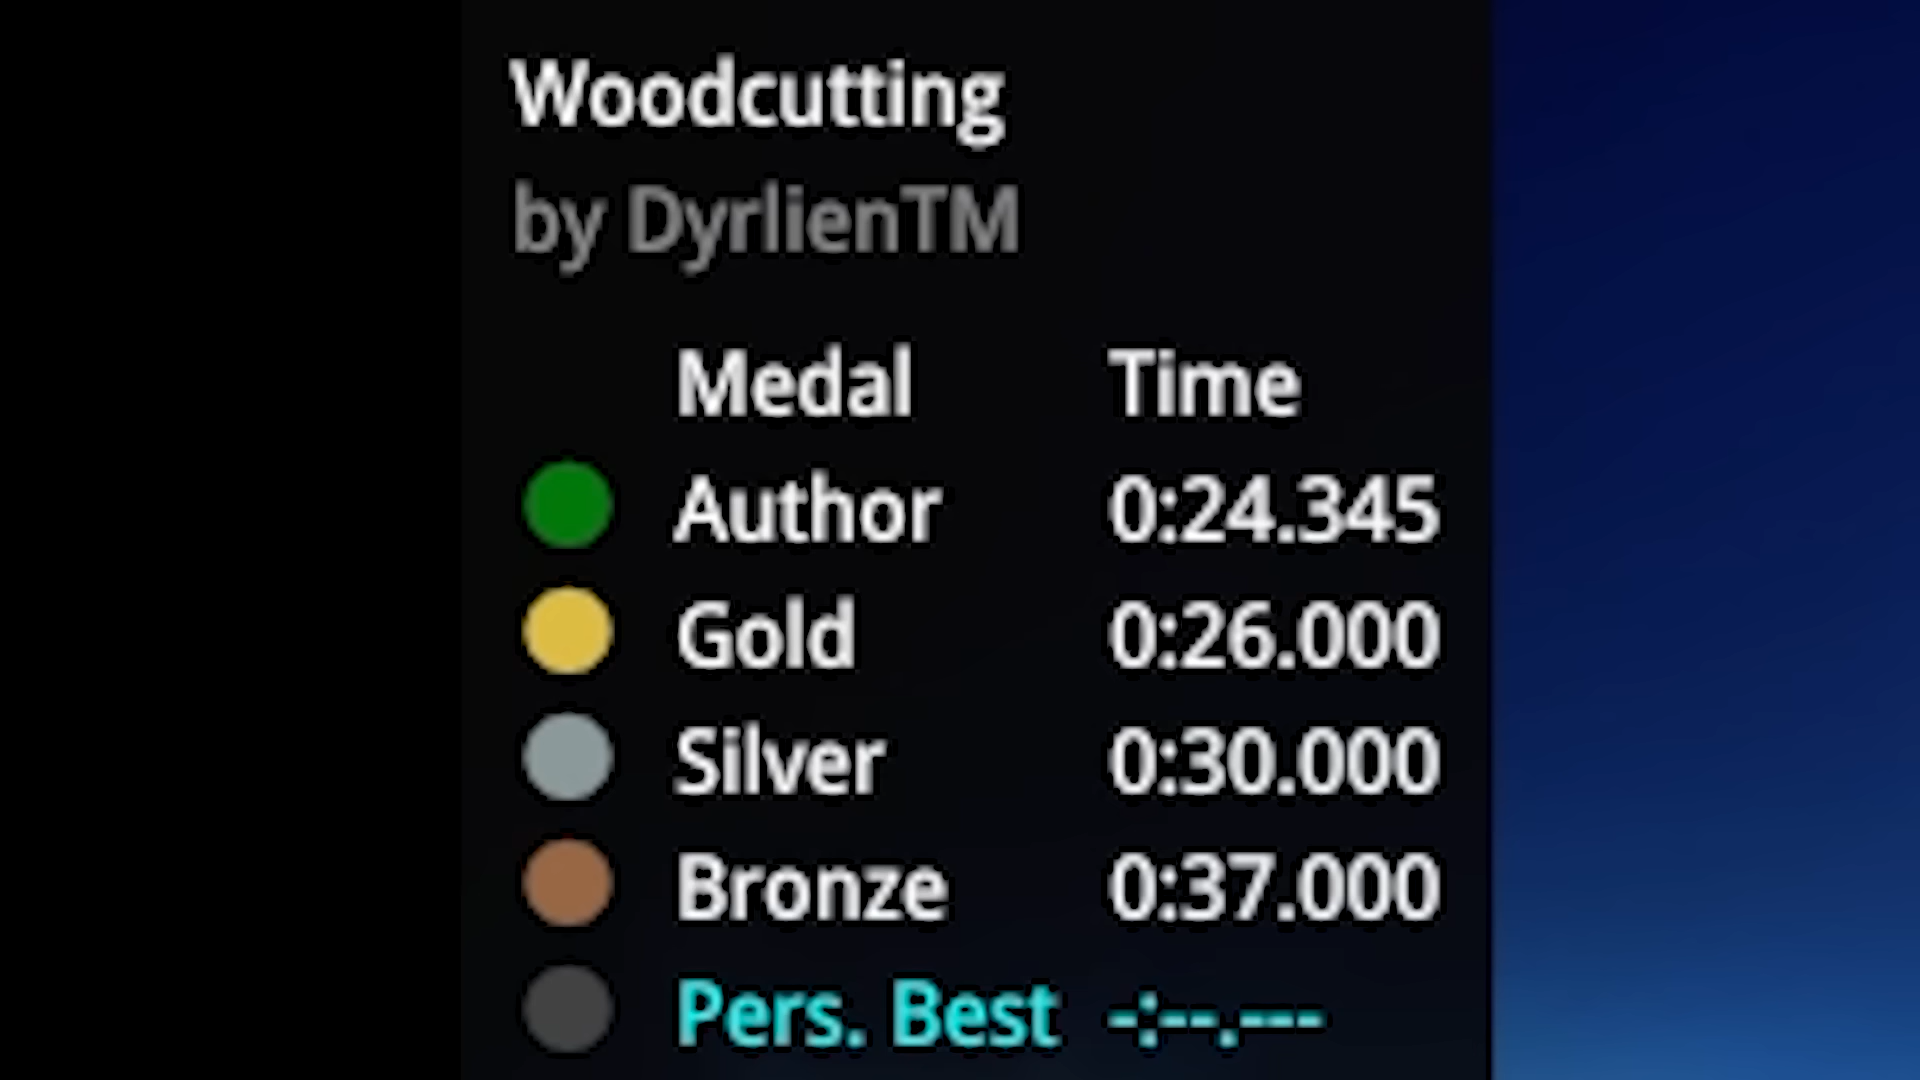 Woodcutting
by DyrlienTM
Medal Time
Author 0:24.345
Gold 0:26.000
Silver 0:30.000
Bronze 0:37.000
Pers. Best -:--.---